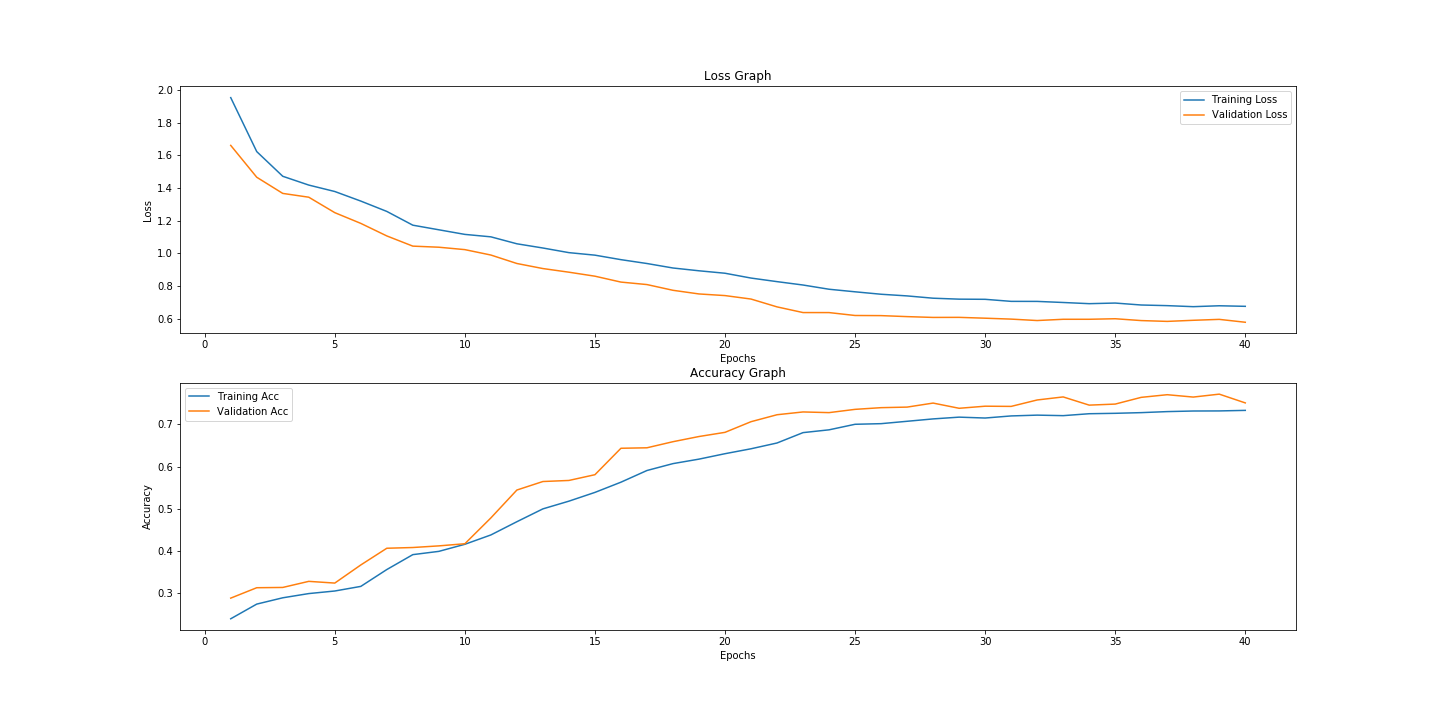 Loss Graph
2.0
1.8
1.6
1.4
1.2
1.0
0.8
0.6
Loss
Training Loss
Validation Loss
0 5 10 15 20 25 30 35 40
Epochs
Accuracy Graph
0.7
0.6
0.5
0.4
0.3
Accuracy
Training Acc
Validation Acc
0 5 10 15 20 25 30 35 40
Epochs